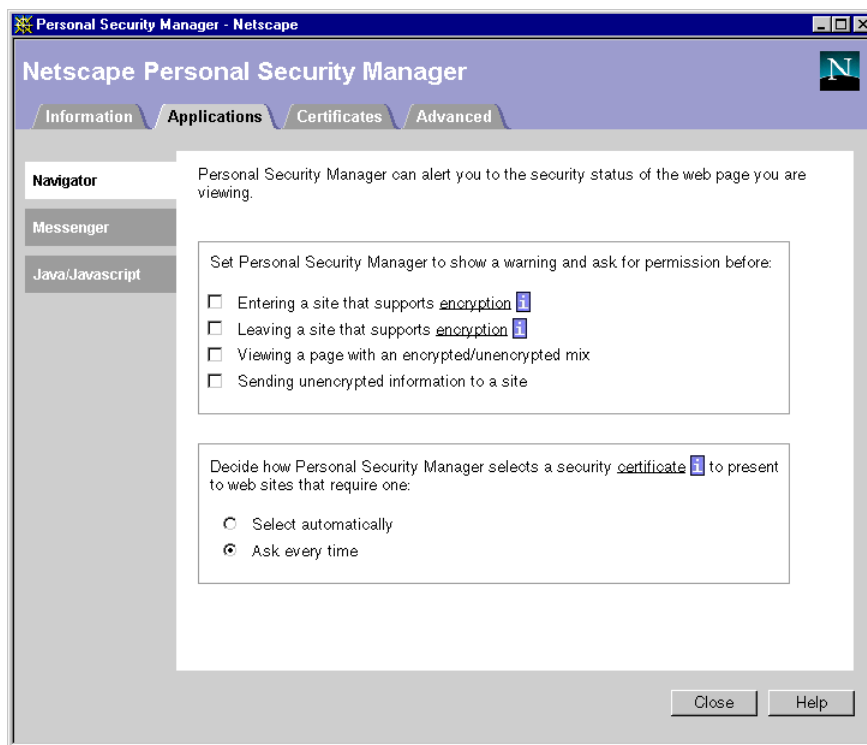 Personal Security Manager - Netscape
Netscape Personal Security Manager
N
Information
Applications
Certificates
Advanced
Navigator
Messenger
Java/Javascript
Personal Security Manager can alert you to the security status of the web page you are
viewing.
Set Personal Security Manager to show a warning and ask for permission before:
Entering a site that supports encryption i
Leaving a site that supports encryption i
Viewing a page with an encrypted/unencrypted mix
Sending unencrypted information to a site
Decide how Personal Security Manager selects a security certificate i to present
to web sites that require one:
Select automatically
Ask every time
Close
Help